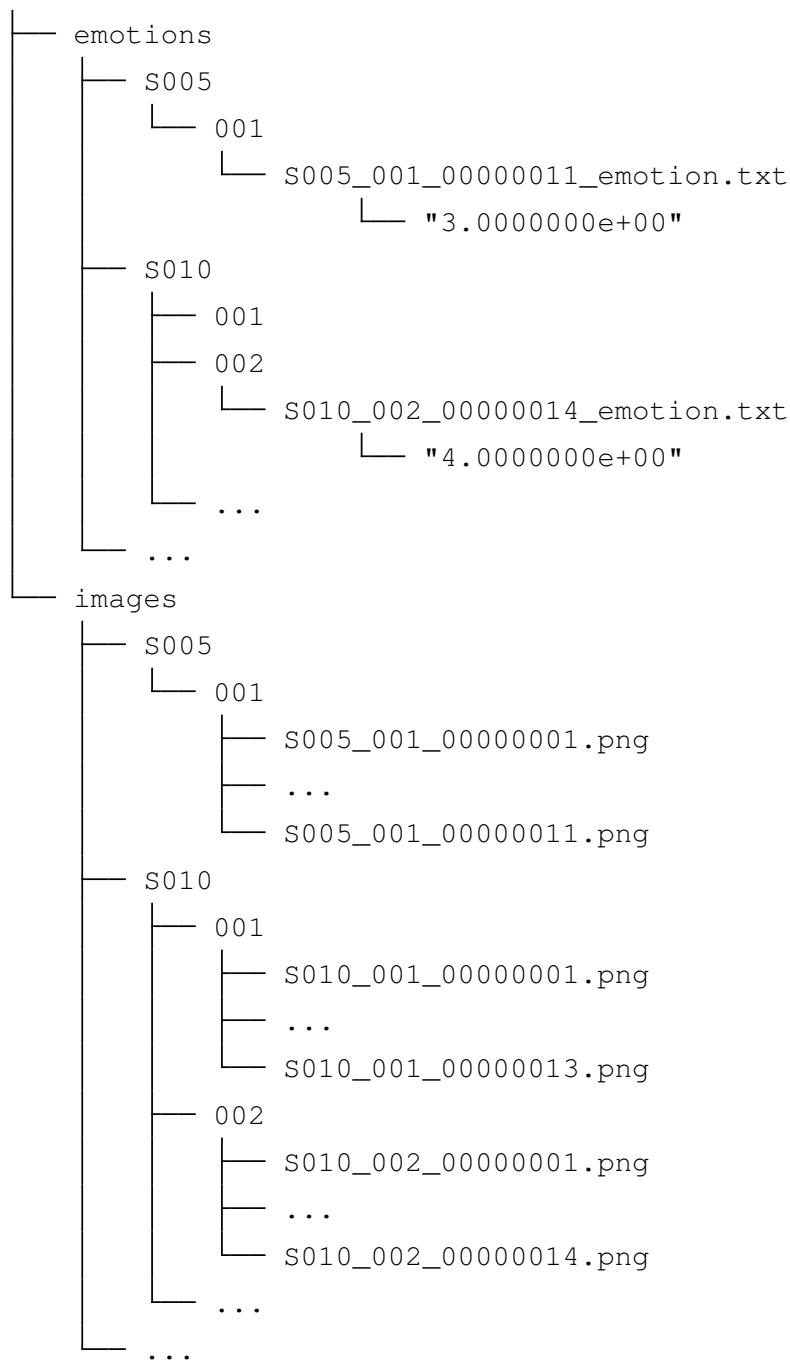 emotions
S005
001
S005_001_00000011_emotion.txt
"3.0000000e+00"
S010
001
002
S010_002_00000014_emotion.txt
"4.0000000e+00"
...
...
images
S005
001
S005_001_00000001.png
...
S005_001_00000011.png
S010
001
S010_001_00000001.png
...
S010_001_00000013.png
002
S010_002_00000001.png
...
S010_002_00000014.png
...
...